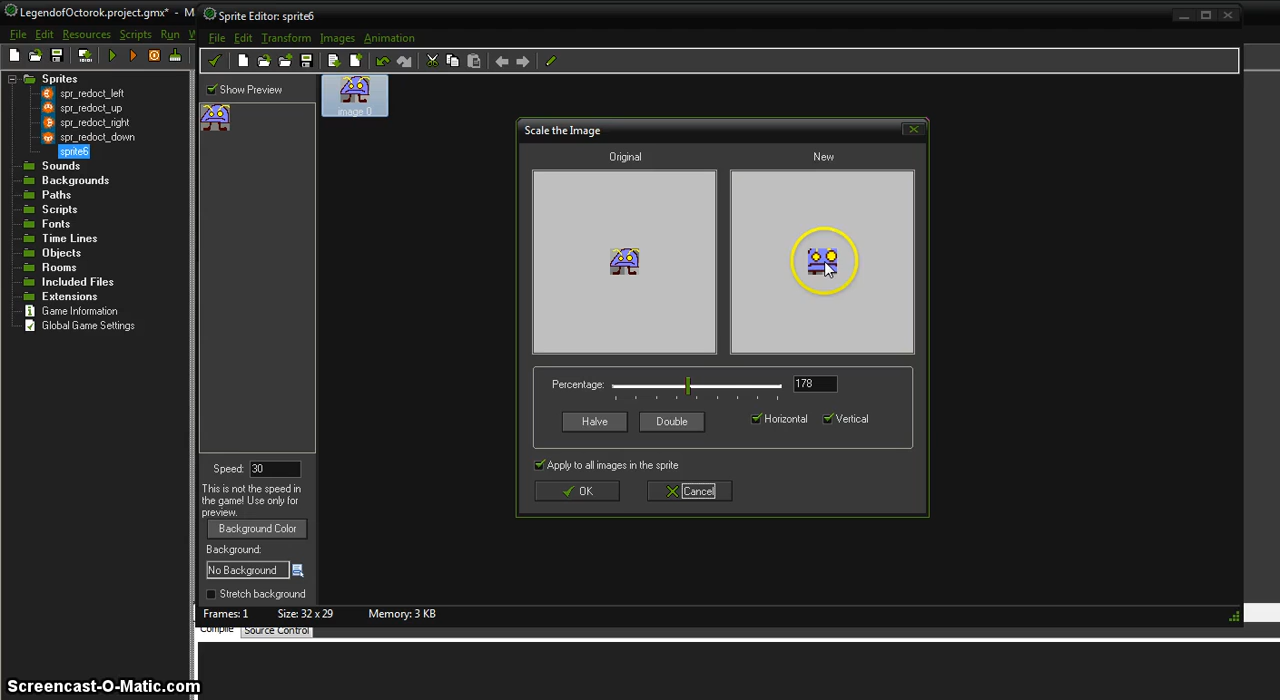 LegendofOctorok.project.gmx* - M
File Edit Resources Scripts Run W
Sprites
spr_redoct_left
spr_redoct_up
spr_redoct_right
spr_redoct_down
sprite6
Sounds
Backgrounds
Paths
Scripts
Fonts
Time Lines
Objects
Rooms
Included Files
Extensions
Game Information
Global Game Settings
Sprite Editor: sprite6
File Edit Transform Images Animation
Show Preview
image 0
Speed: 30
This is not the speed in
the game! Use only for
preview.
Background Color
Background:
No Background
Stretch background
Frames: 1 Size: 32 x 29 Memory: 3 KB
Scale the Image
Original New
Percentage: 178
Halve Double Horizontal Vertical
Apply to all images in the sprite
OK Cancel
Compile Source Control
Screencast-O-Matic.com